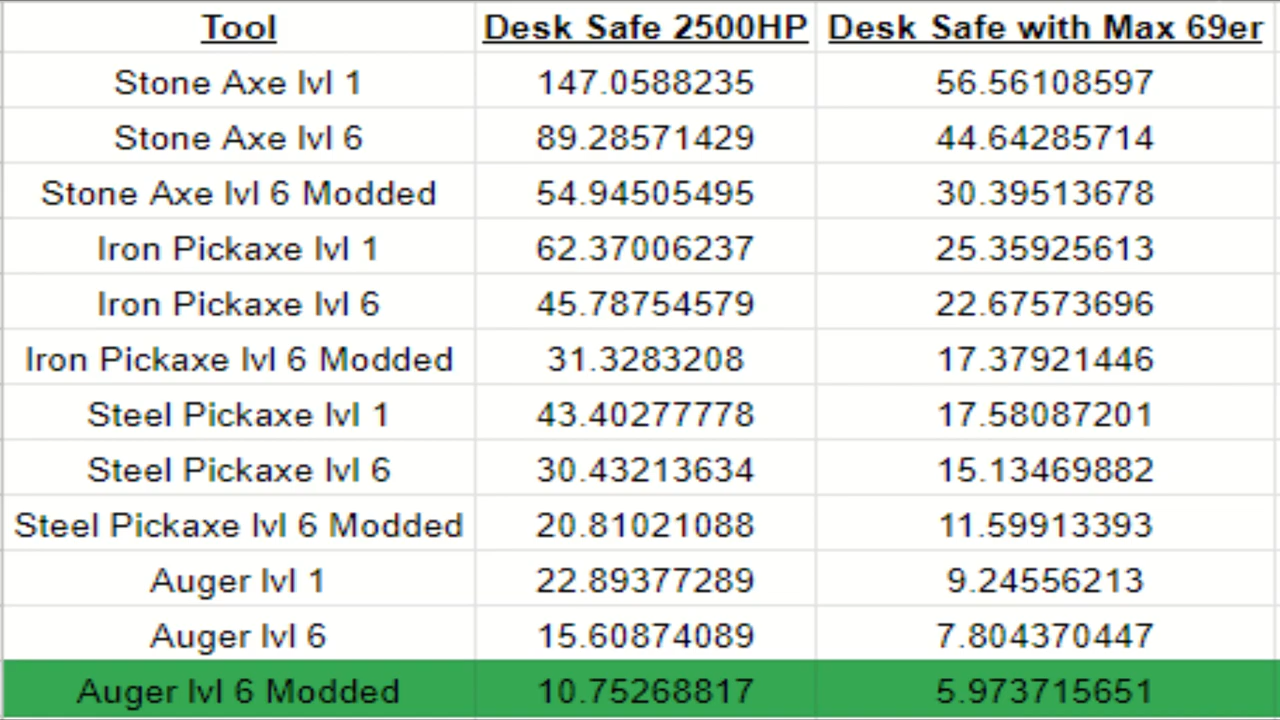 Tool Desk Safe 2500HP Desk Safe with Max 69er
Stone Axe lvl 1 147.0588235 56.56108597
Stone Axe lvl 6 89.28571429 44.64285714
Stone Axe lvl 6 Modded 54.94505495 30.39513678
Iron Pickaxe lvl 1 62.37006237 25.35925613
Iron Pickaxe lvl 6 45.78754579 22.67573696
Iron Pickaxe lvl 6 Modded 31.3283208 17.37921446
Steel Pickaxe lvl 1 43.40277778 17.58087201
Steel Pickaxe lvl 6 30.43213634 15.13469882
Steel Pickaxe lvl 6 Modded 20.81021088 11.59913393
Auger lvl 1 22.89377289 9.24556213
Auger lvl 6 15.60874089 7.804370447
Auger lvl 6 Modded 10.75268817 5.973715651